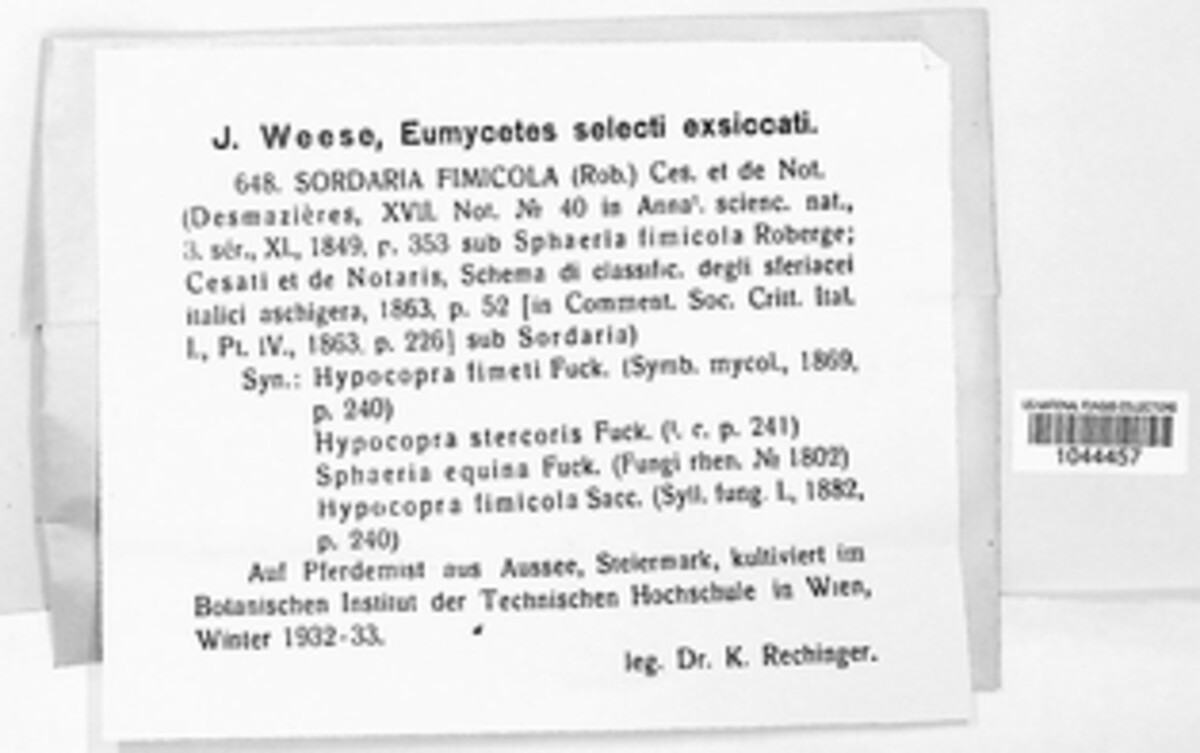 J. Weese, Eumycetes selecti exsiccati.
648. SORDARIA FIMICOLA (Rob.) Ces. et de Not.
(Desmazières, XVII. Not. № 40 in Annal. scienc. nat.,
3. sér., XI., 1849, p. 353 sub Sphaeria fimicola Roberge;
Cesati et de Notaris, Schema di classific. degli sferiacei
italici aschigera, 1863, p. 52 [in Comment. Soc. Critt. Ital.
I., Pt. IV., 1863, p. 226] sub Sordaria)
Syn.: Hypocopra fimeti Fuck. (Symb. mycol., 1869,
p. 240)
Hypocopra stercoris Fuck. (l. c. p. 241)
Sphaeria equina Fuck. (Fungi rhen. № 1802)
Hypocopra fimicola Sacc. (Syll. fung. I., 1882,
p. 240)
Auf Pferdemist aus Aussee, Steiermark, kultiviert im
Botanischen Institut der Technischen Hochschule in Wien,
Winter 1932-33.
leg. Dr. K. Rechinger.
US NATIONAL FUNGUS COLLECTIONS
1044457